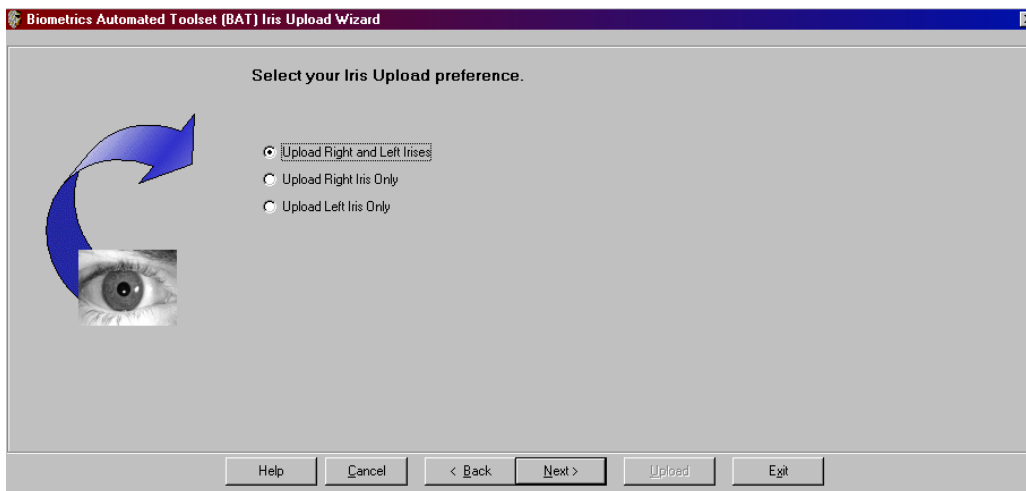 Biometrics Automated Toolset (BAT) Iris Upload Wizard
Select your Iris Upload preference.
Upload Right and Left Irises
Upload Right Iris Only
Upload Left Iris Only
Help Cancel < Back Next > Upload Exit